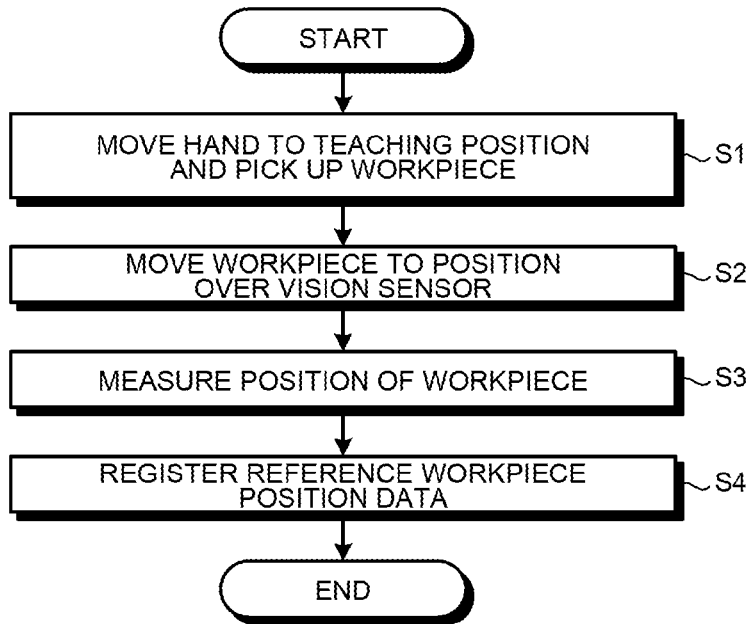 START
MOVE HAND TO TEACHING POSITION
AND PICK UP WORKPIECE
S1
MOVE WORKPIECE TO POSITION
OVER VISION SENSOR
S2
MEASURE POSITION OF WORKPIECE
S3
REGISTER REFERENCE WORKPIECE
POSITION DATA
S4
END